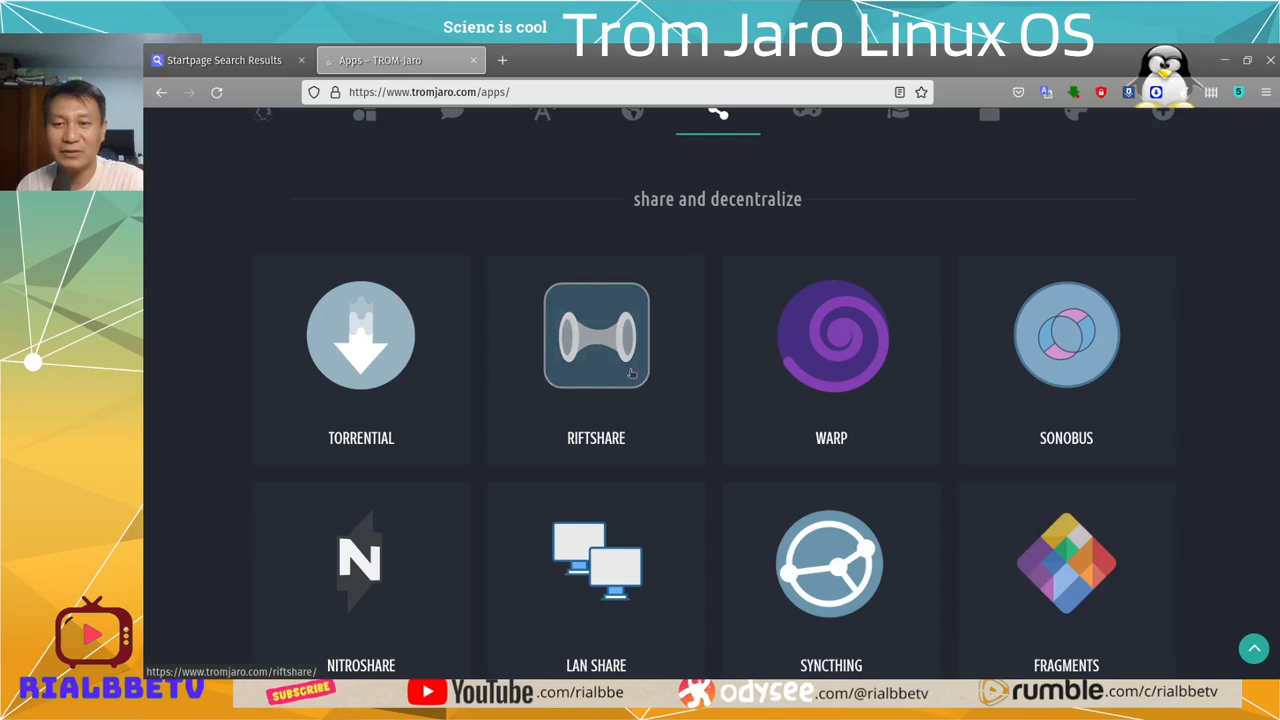 Scienc is cool
Trom Jaro Linux OS
Startpage Search Results
Apps – TROM-Jaro
https://www.tromjaro.com/apps/
5
share and decentralize
TORRENTIAL
RIFTSHARE
WARP
SONOBUS
N
NITROSHARE
LAN SHARE
SYNCTHING
FRAGMENTS
https://www.tromjaro.com/riftshare/
RIALBBETV
SUBSCRIBE
YouTube.com/rialbbe
odysee.com/@rialbbetv
rumble.com/c/rialbbetv